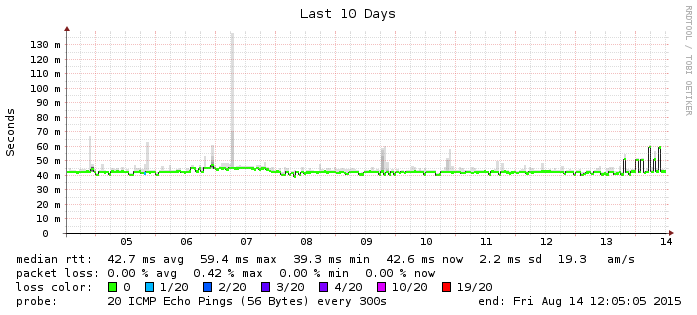 Last 10 Days
RRDTOOL / TOBI OETIKER
Seconds
130 m
120 m
110 m
100 m
90 m
80 m
70 m
60 m
50 m
40 m
30 m
20 m
10 m
0
05 06 07 08 09 10 11 12 13 14
median rtt: 42.7 ms avg 59.4 ms max 39.3 ms min 42.6 ms now 2.2 ms sd 19.3 am/s
packet loss: 0.00 % avg 0.42 % max 0.00 % min 0.00 % now
loss color: 0 1/20 2/20 3/20 4/20 10/20 19/20
probe: 20 ICMP Echo Pings (56 Bytes) every 300s end: Fri Aug 14 12:05:05 2015